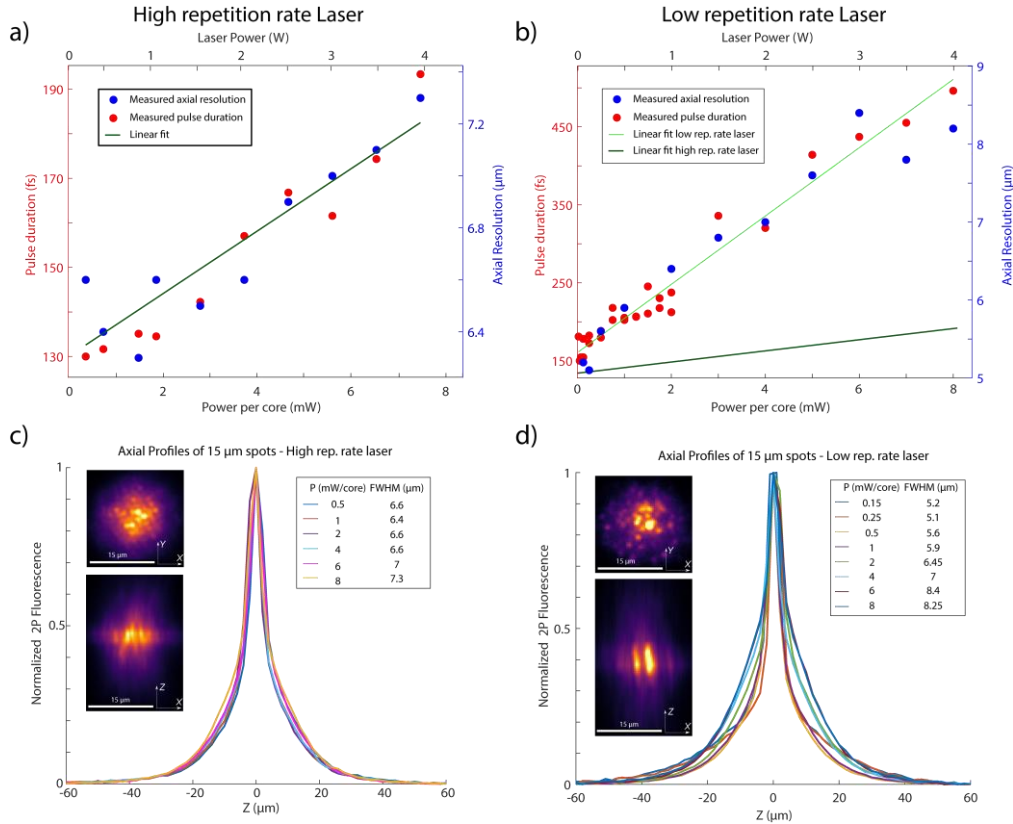 High repetition rate Laser
Low repetition rate Laser
a)
Laser Power (W)
0 1 2 3 4
190
170
150
130
Pulse duration (fs)
Measured axial resolution
Measured pulse duration
Linear fit
7.2
6.8
6.4
Axial Resolution (µm)
0 2 4 6 8
Power per core (mW)
b)
Laser Power (W)
0 1 2 3 4
450
350
250
150
Pulse duration (fs)
Measured axial resolution
Measured pulse duration
Linear fit low rep. rate laser
Linear fit high rep. rate laser
9
8
7
6
5
Axial Resolution (µm)
0 2 4 6 8
Power per core (mW)
c)
Axial Profiles of 15 µm spots - High rep. rate laser
1
0.5
0
Normalized 2P Fluorescence
15 µm
Y
X
15 µm
Z
X
P (mW/core) FWHM (µm)
0.5 6.6
1 6.4
2 6.6
4 6.6
6 7
8 7.3
-60 -40 -20 0 20 40 60
Z (µm)
d)
Axial Profiles of 15 µm spots - Low rep. rate laser
1
0.5
0
Normalized 2P Fluorescence
15 µm
Y
X
15 µm
Z
X
P (mW/core) FWHM (µm)
0.15 5.2
0.25 5.1
0.5 5.6
1 5.9
2 6.45
4 7
6 8.4
8 8.25
-60 -40 -20 0 20 40 60
Z (µm)